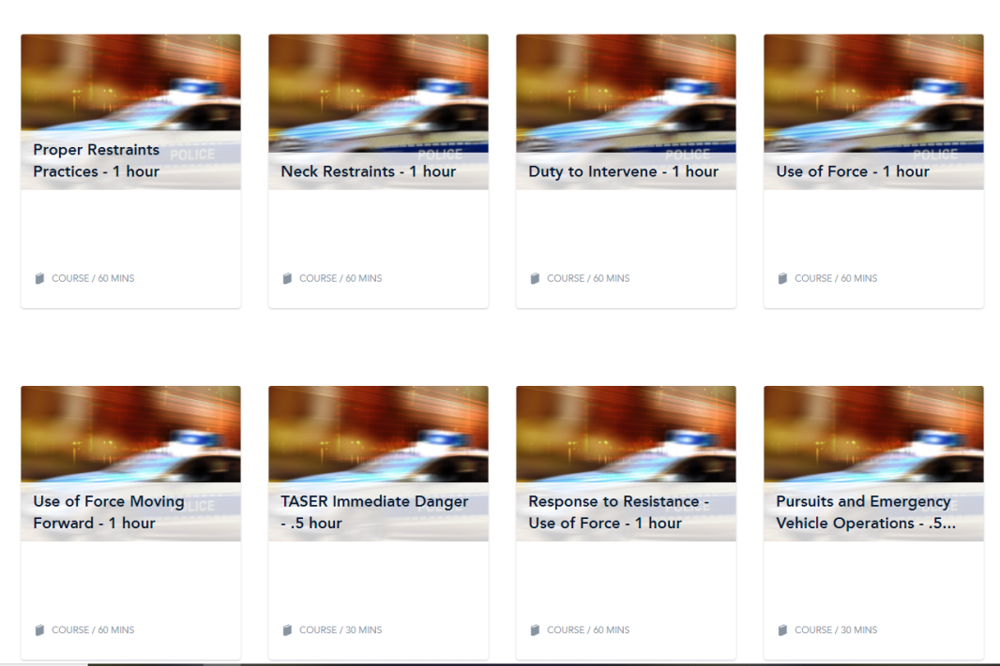 POLICE
Proper Restraints
Practices - 1 hour
COURSE / 60 MINS
POLICE
Neck Restraints - 1 hour
COURSE / 60 MINS
POLICE
Duty to Intervene - 1 hour
COURSE / 60 MINS
POLICE
Use of Force - 1 hour
COURSE / 60 MINS
Use of Force Moving
Forward - 1 hour
COURSE / 60 MINS
TASER Immediate Danger
- .5 hour
COURSE / 30 MINS
Response to Resistance -
Use of Force - 1 hour
COURSE / 60 MINS
Pursuits and Emergency
Vehicle Operations - .5...
COURSE / 30 MINS